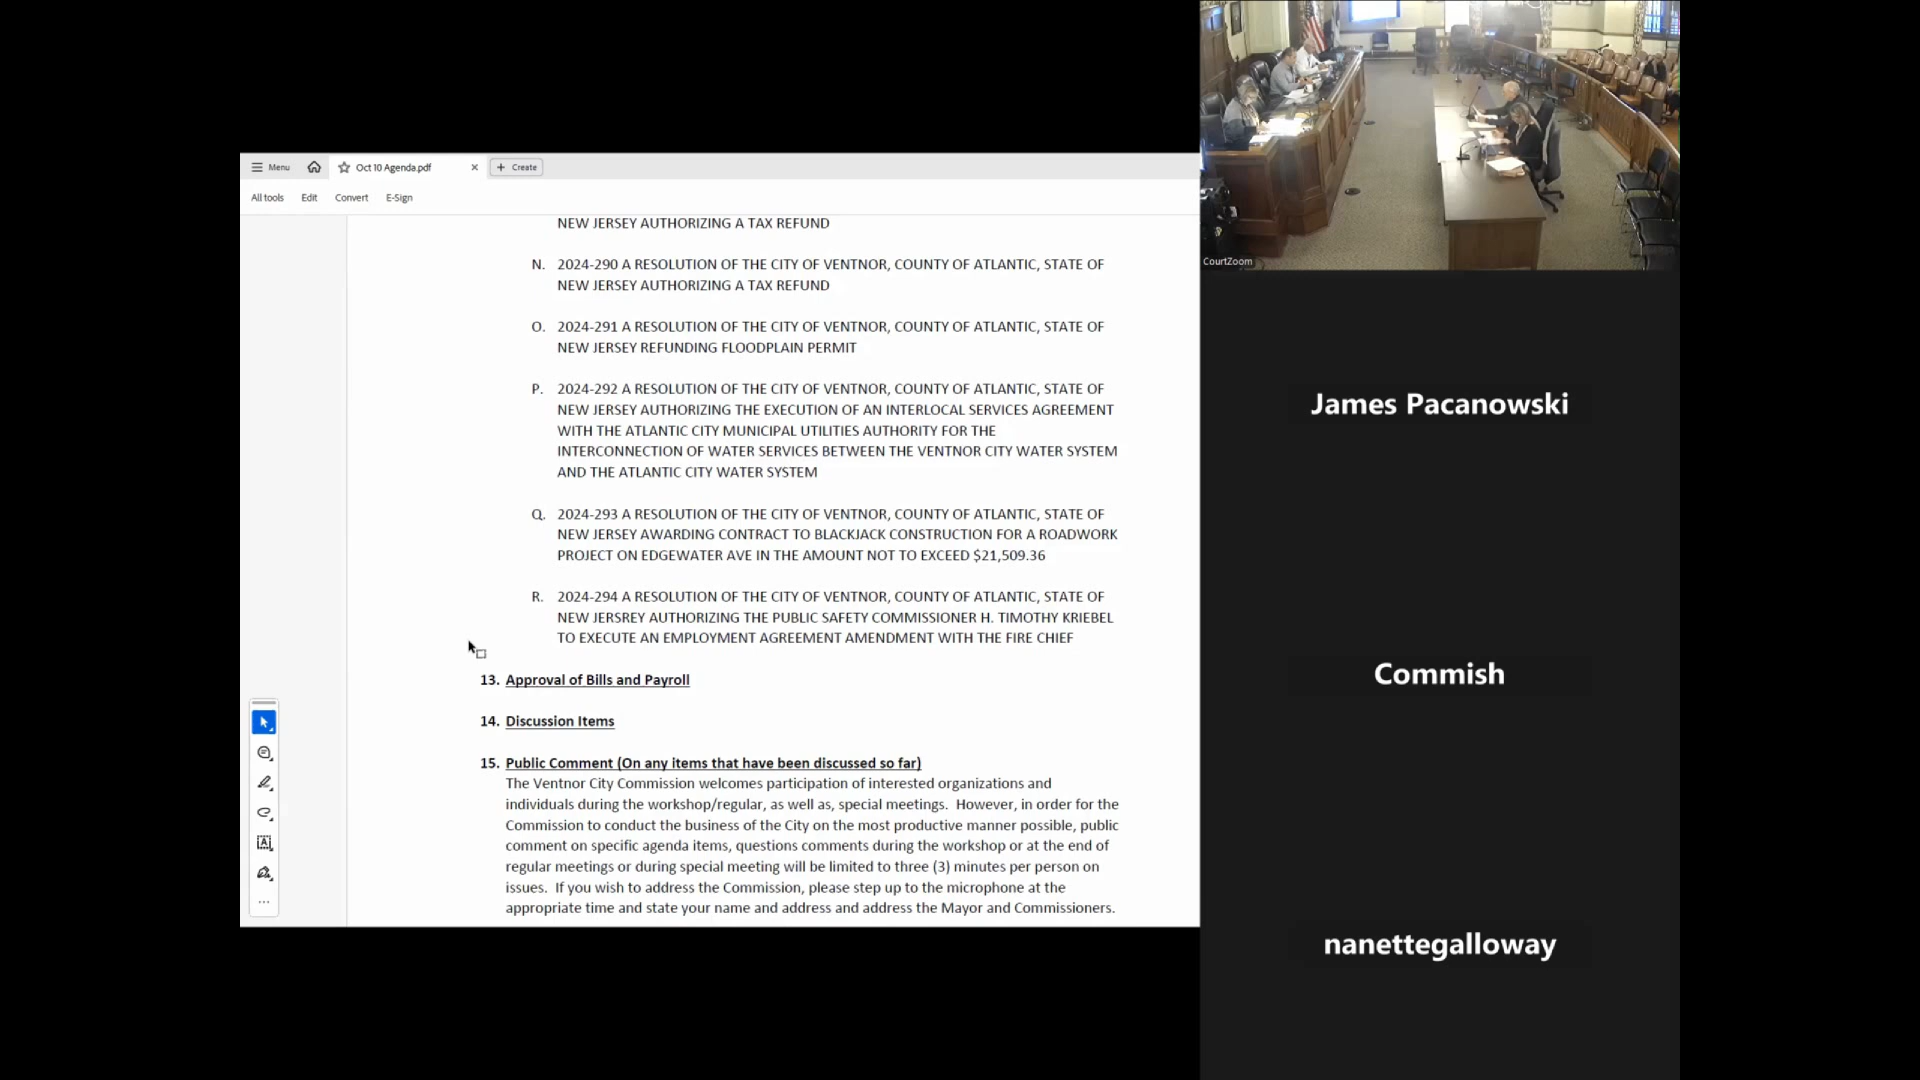 Menu
Oct 10 Agenda.pdf
Create
All tools
Edit
Convert
E-Sign
NEW JERSEY AUTHORIZING A TAX REFUND
N. 2024-290 A RESOLUTION OF THE CITY OF VENTNOR, COUNTY OF ATLANTIC, STATE OF
NEW JERSEY AUTHORIZING A TAX REFUND
O. 2024-291 A RESOLUTION OF THE CITY OF VENTNOR, COUNTY OF ATLANTIC, STATE OF
NEW JERSEY REFUNDING FLOODPLAIN PERMIT
P. 2024-292 A RESOLUTION OF THE CITY OF VENTNOR, COUNTY OF ATLANTIC, STATE OF
NEW JERSEY AUTHORIZING THE EXECUTION OF AN INTERLOCAL SERVICES AGREEMENT
WITH THE ATLANTIC CITY MUNICIPAL UTILITIES AUTHORITY FOR THE
INTERCONNECTION OF WATER SERVICES BETWEEN THE VENTNOR CITY WATER SYSTEM
AND THE ATLANTIC CITY WATER SYSTEM
Q. 2024-293 A RESOLUTION OF THE CITY OF VENTNOR, COUNTY OF ATLANTIC, STATE OF
NEW JERSEY AWARDING CONTRACT TO BLACKJACK CONSTRUCTION FOR A ROADWORK
PROJECT ON EDGEWATER AVE IN THE AMOUNT NOT TO EXCEED $21,509.36
R. 2024-294 A RESOLUTION OF THE CITY OF VENTNOR, COUNTY OF ATLANTIC, STATE OF
NEW JERSREY AUTHORIZING THE PUBLIC SAFETY COMMISSIONER H. TIMOTHY KRIEBEL
TO EXECUTE AN EMPLOYMENT AGREEMENT AMENDMENT WITH THE FIRE CHIEF
13. Approval of Bills and Payroll
14. Discussion Items
15. Public Comment (On any items that have been discussed so far)
The Ventnor City Commission welcomes participation of interested organizations and
individuals during the workshop/regular, as well as, special meetings. However, in order for the
Commission to conduct the business of the City on the most productive manner possible, public
comment on specific agenda items, questions comments during the workshop or at the end of
regular meetings or during special meeting will be limited to three (3) minutes per person on
issues. If you wish to address the Commission, please step up to the microphone at the
appropriate time and state your name and address and address the Mayor and Commissioners.
CourtZoom
James Pacanowski
Commish
nanettegalloway